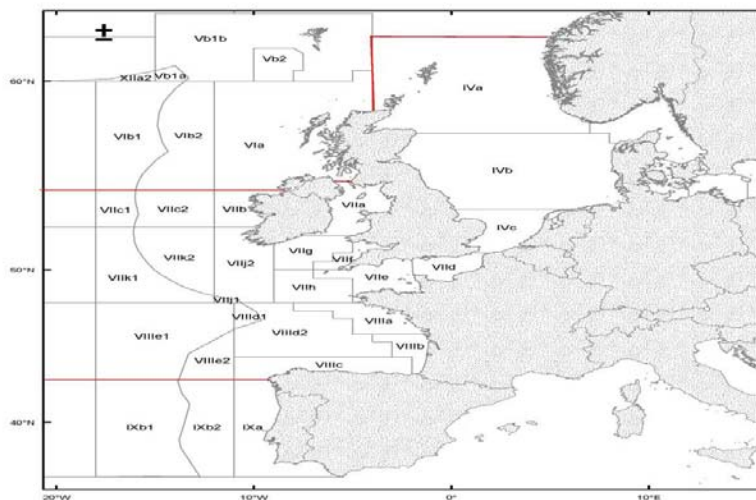 ±
Vb1b
Vb2
60°N
XIIa2 Vb1a
IVa
VIb1 VIb2 VIa
IVb
VIIc1 VIIc2 VIIb1 VIIa
IVc
VIIg
VIIk2 VIIj2 VIIf VIId
50°N
VIIk1 VIIh VIIe
VIIj1
VIIId1 VIIIa
VIIIe1 VIIId2
VIIIb
VIIIe2 VIIIc
40°N
IXb1 IXb2 IXa
20°W 10°W 0° 10°E